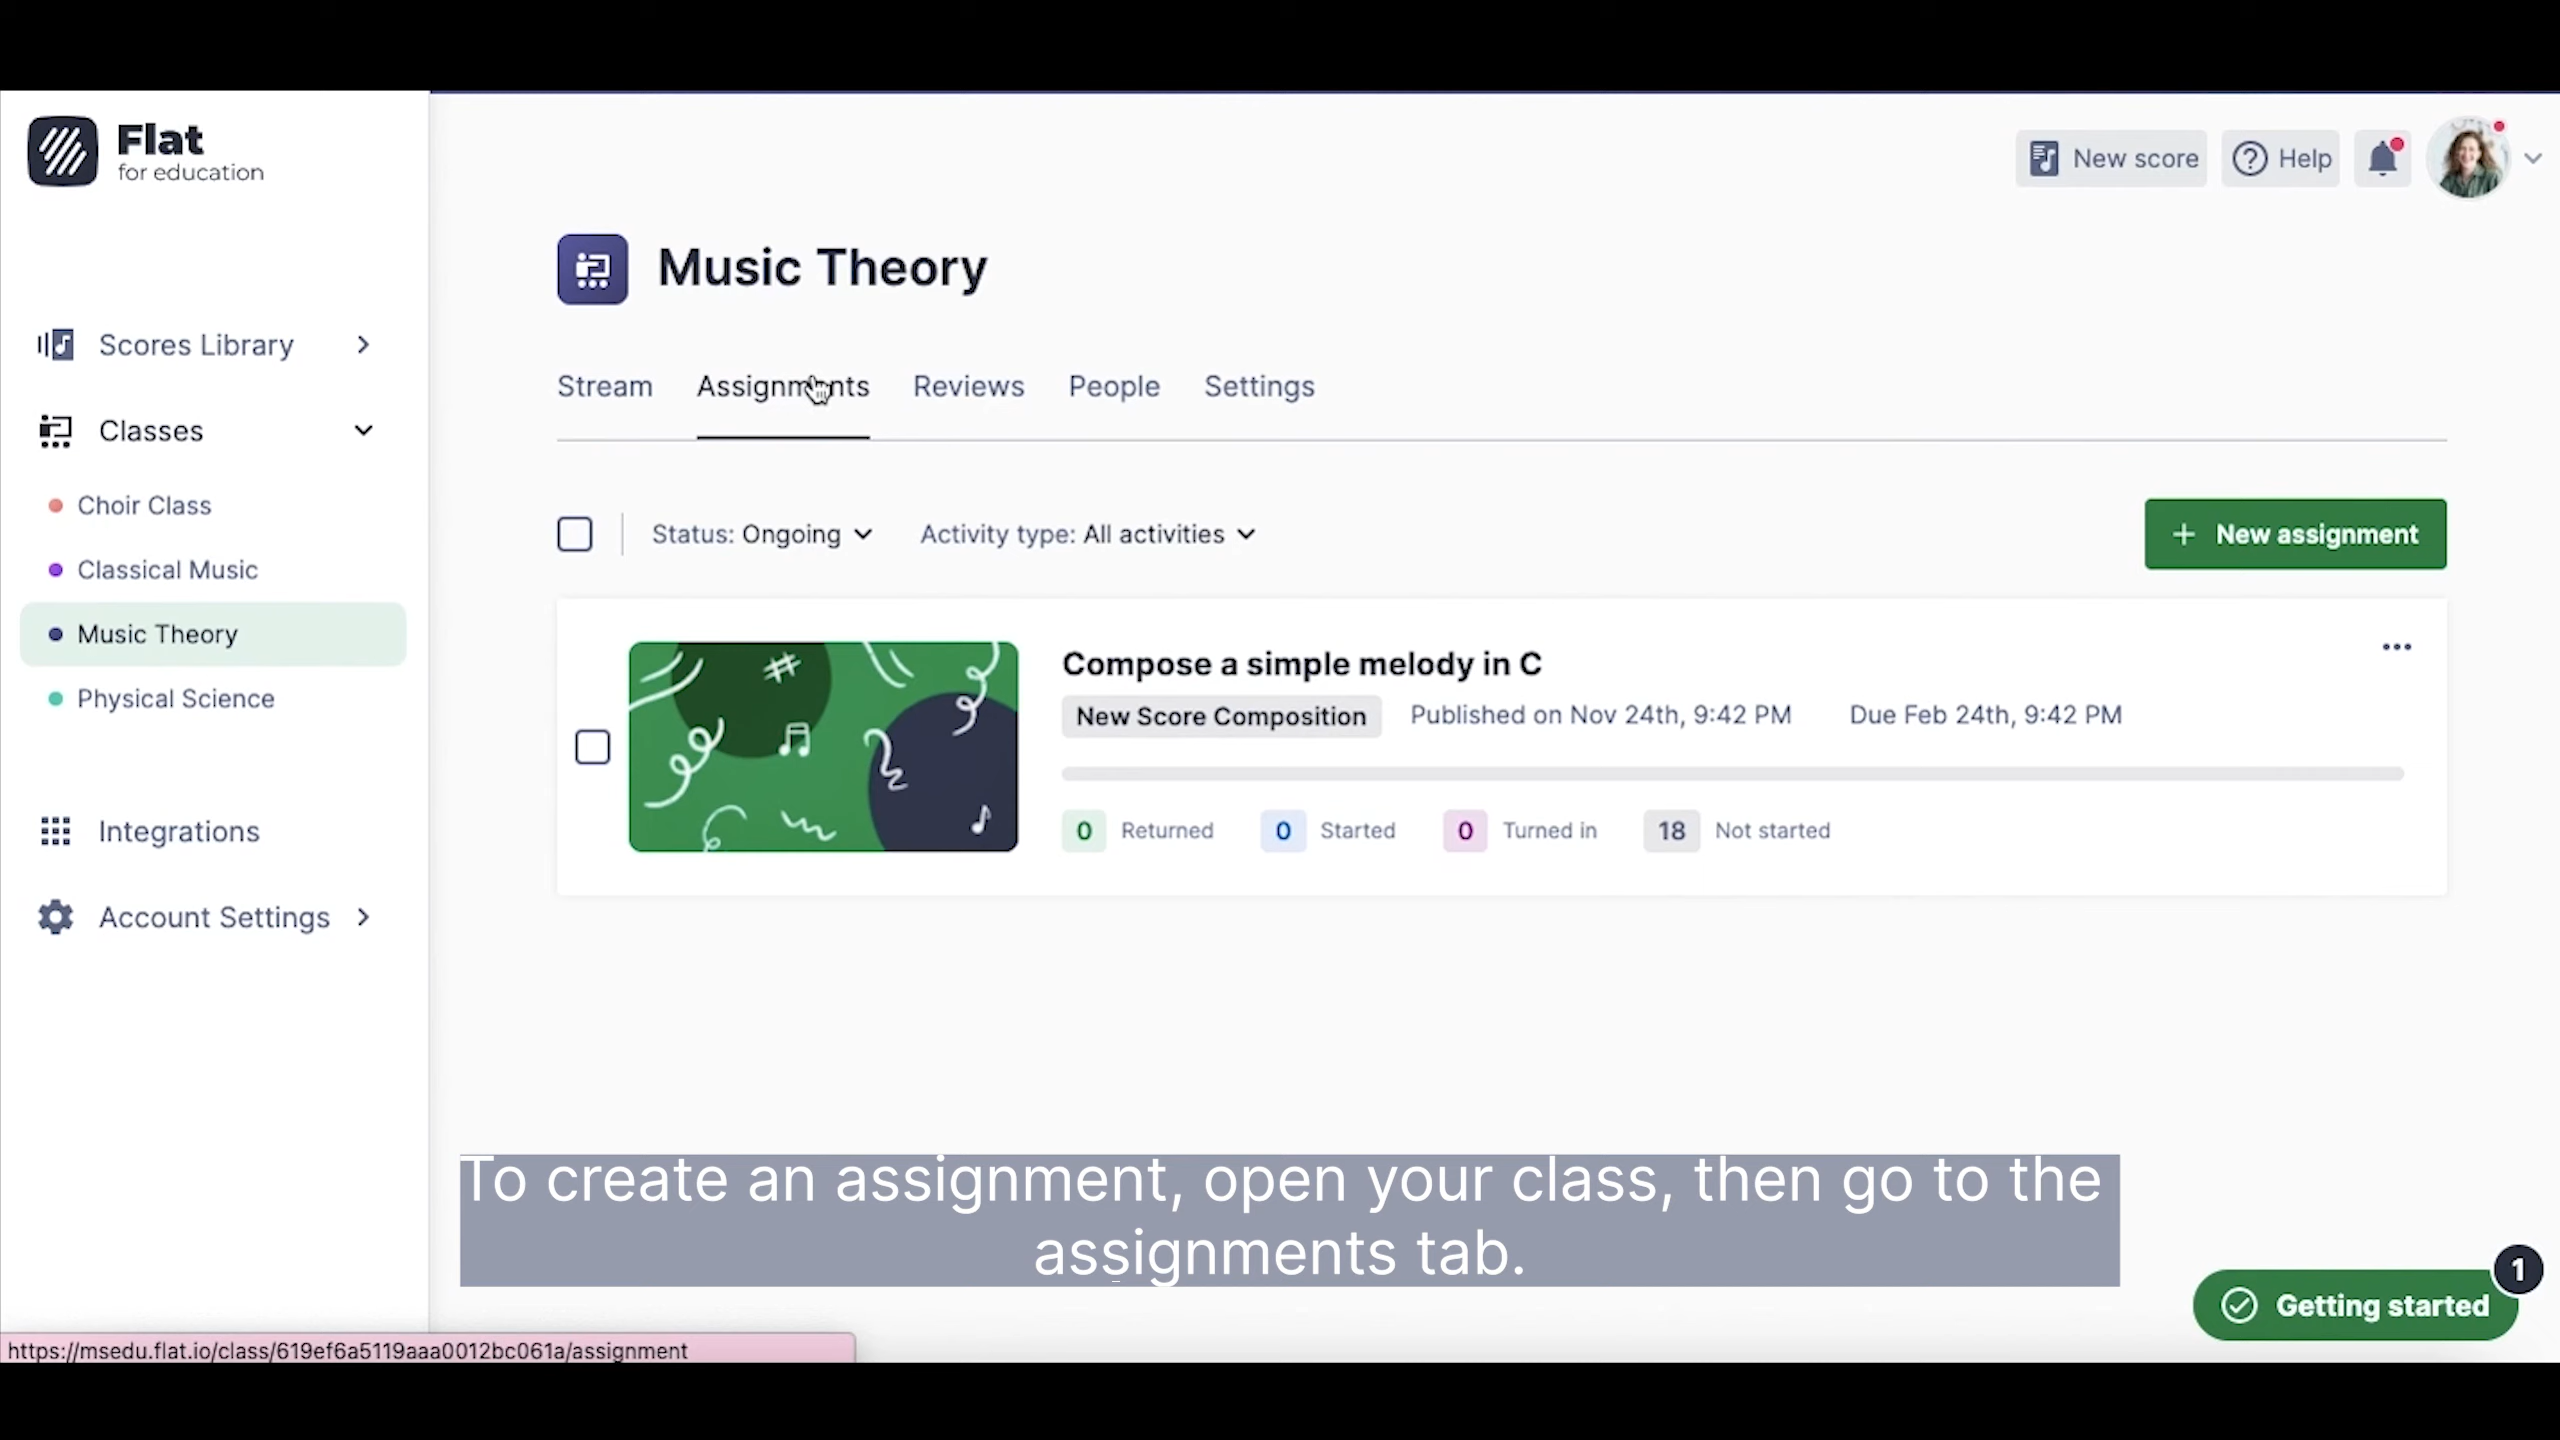 Flat
for education
New score
Help
Music Theory
Scores Library
Stream Assignments Reviews People Settings
Classes
Choir Class
Classical Music
Music Theory
Physical Science
Integrations
Account Settings
Status: Ongoing Activity type: All activities
+ New assignment
Compose a simple melody in C
New Score Composition Published on Nov 24th, 9:42 PM Due Feb 24th, 9:42 PM
0 Returned 0 Started 0 Turned in 18 Not started
To create an assignment, open your class, then go to the
assignments tab.
1
Getting started
https://msedu.flat.io/class/619ef6a5119aaa0012bc061a/assignment